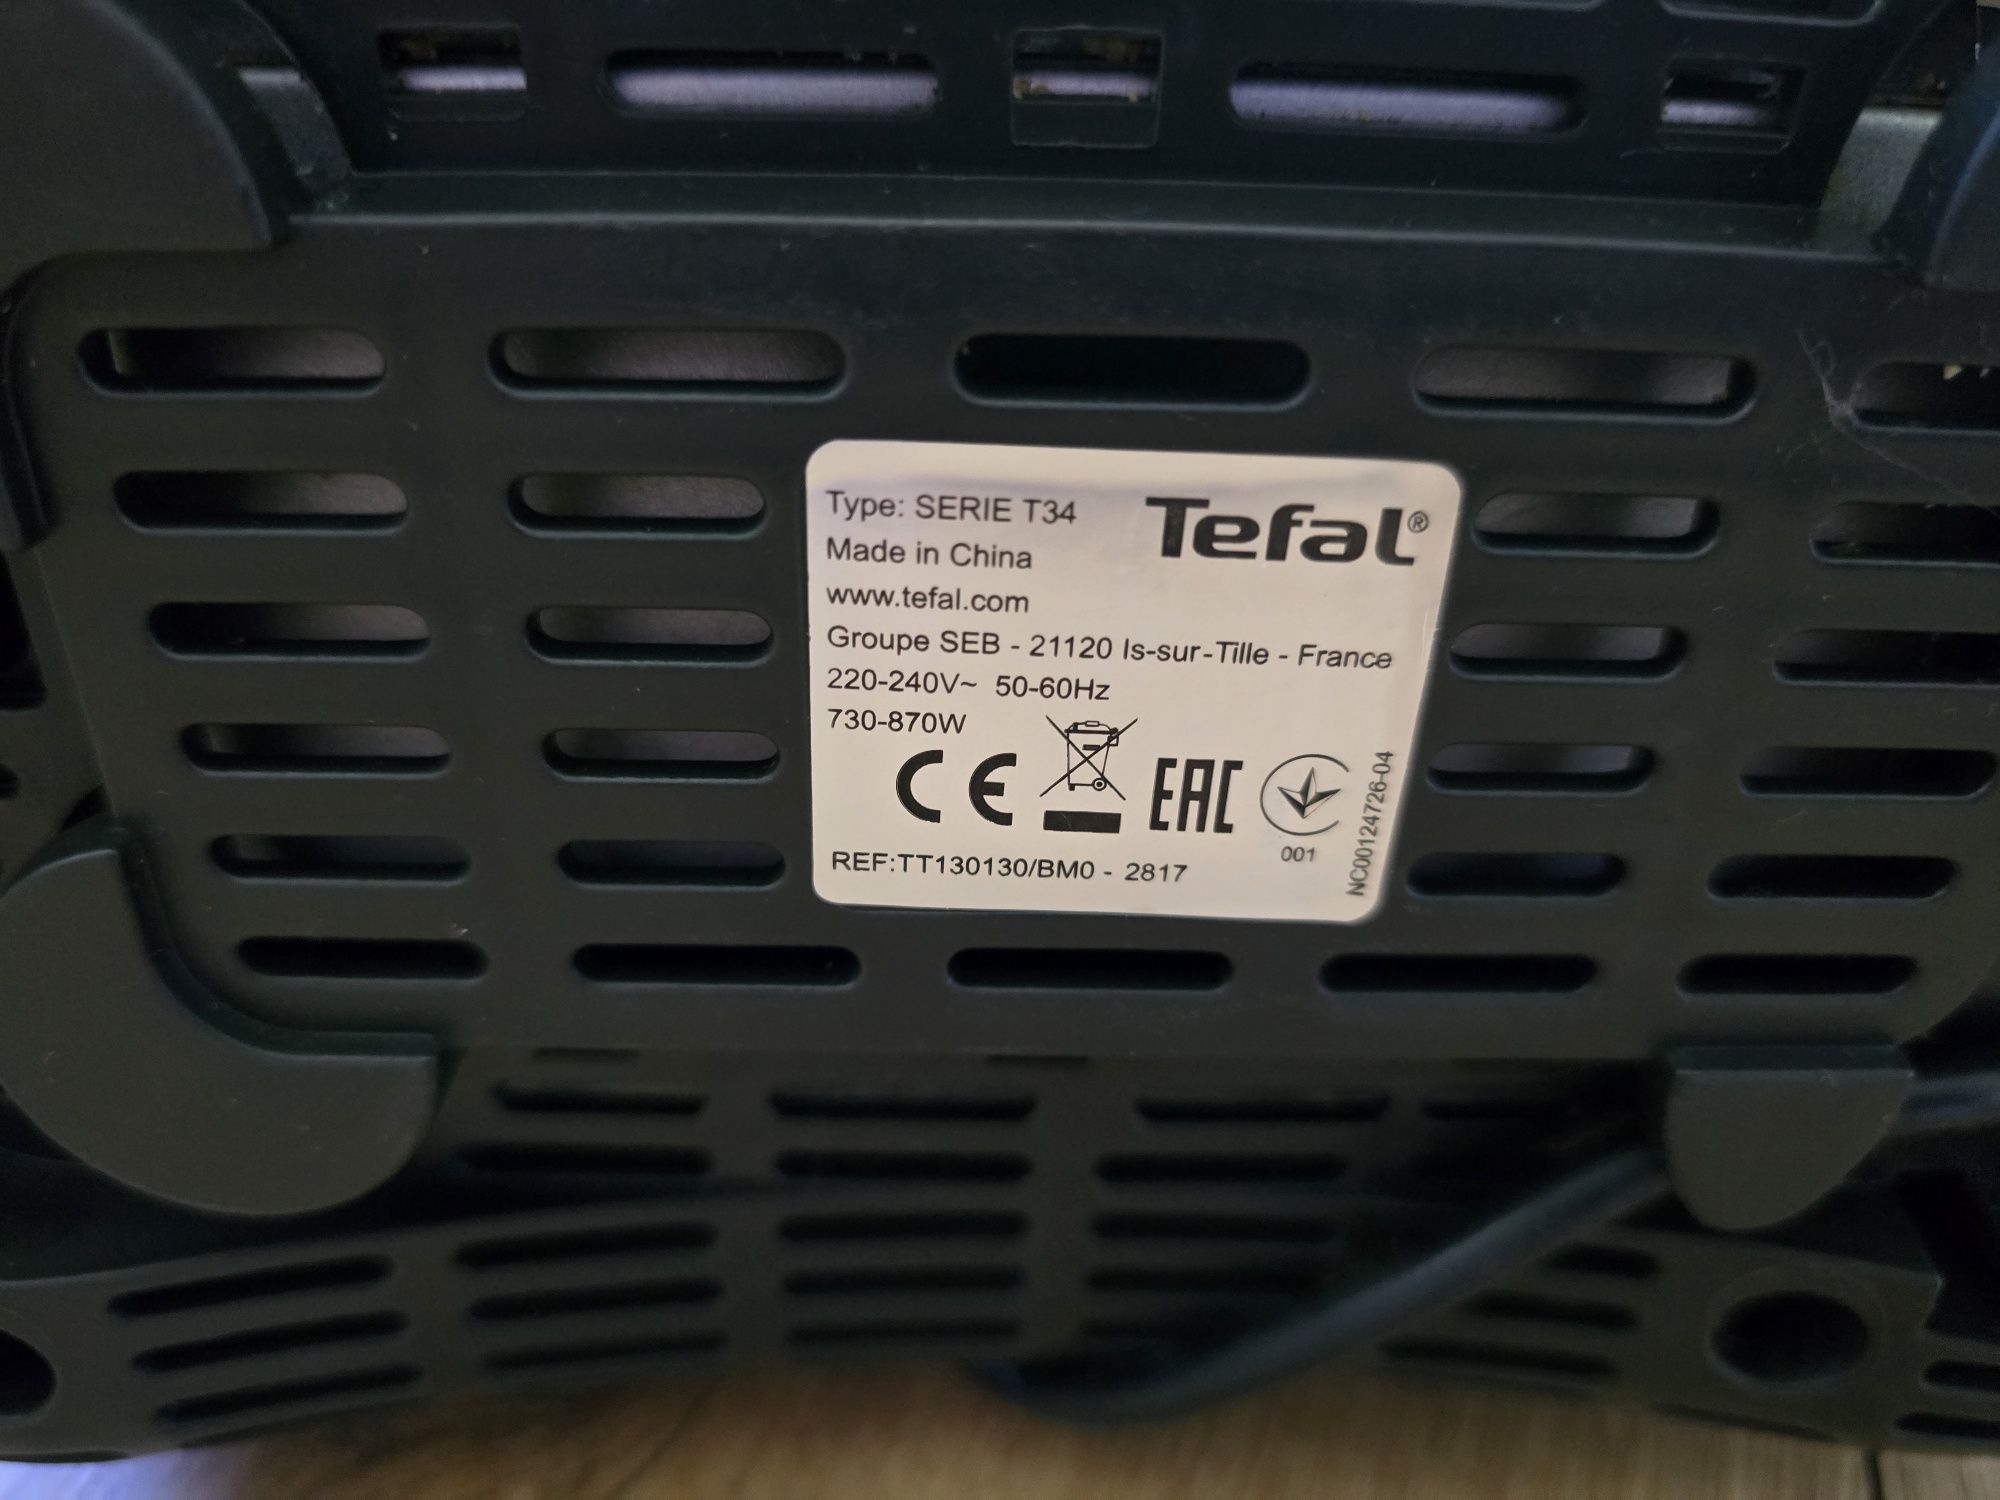 Type: SERIE T34
Tefal®
Made in China
www.tefal.com
Groupe SEB - 21120 Is-sur-Tille - France
220-240V~ 50-60Hz
730-870W
CE
EAC
001
NC00124726-04
REF:TT130130/BM0 - 2817